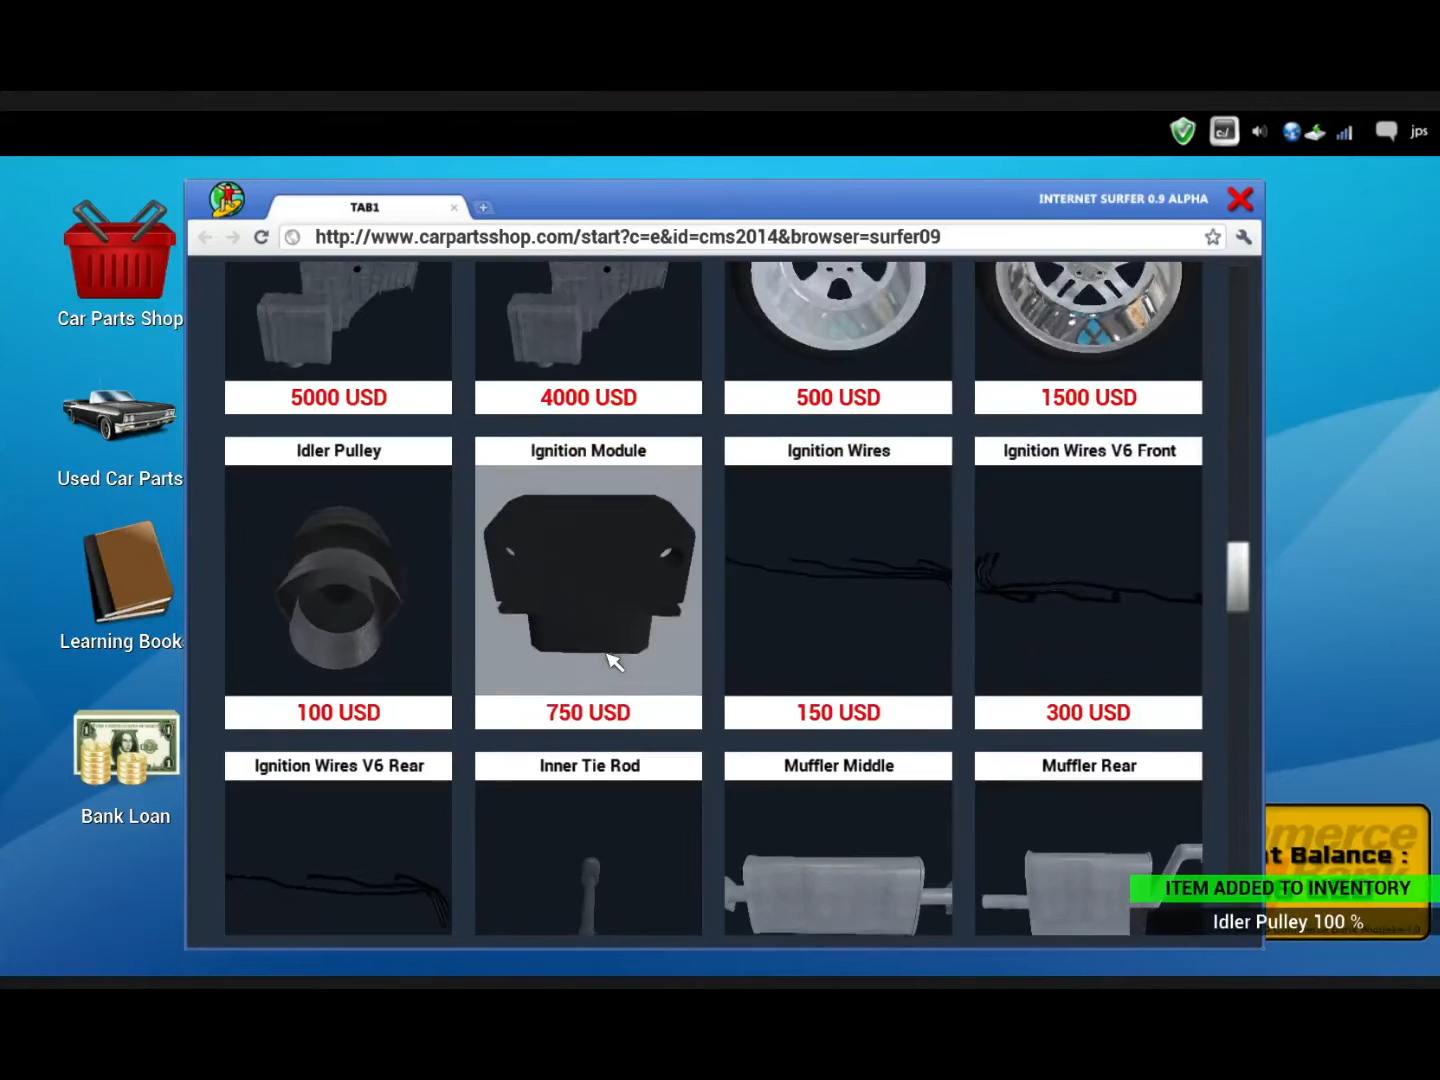 jps
TAB1
INTERNET SURFER 0.9 ALPHA
http://www.carpartsshop.com/start?c=e&id=cms2014&browser=surfer09
Car Parts Shop
Used Car Parts
Learning Book
Bank Loan
5000 USD
4000 USD
500 USD
1500 USD
Idler Pulley
Ignition Module
Ignition Wires
Ignition Wires V6 Front
100 USD
750 USD
150 USD
300 USD
Ignition Wires V6 Rear
Inner Tie Rod
Muffler Middle
Muffler Rear
mmerce
t Balance :
ITEM ADDED TO INVENTORY
Idler Pulley 100 %